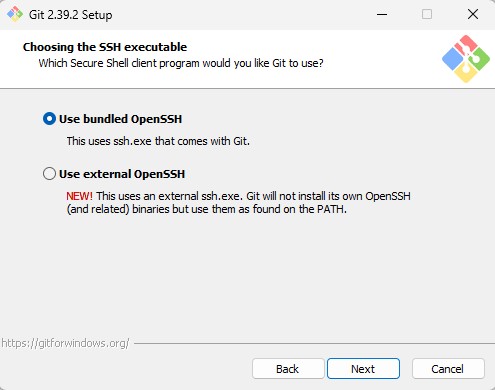 Git 2.39.2 Setup
Choosing the SSH executable
Which Secure Shell client program would you like Git to use?
Use bundled OpenSSH
This uses ssh.exe that comes with Git.
Use external OpenSSH
NEW! This uses an external ssh.exe. Git will not install its own OpenSSH
(and related) binaries but use them as found on the PATH.
https://gitforwindows.org/
Back
Next
Cancel